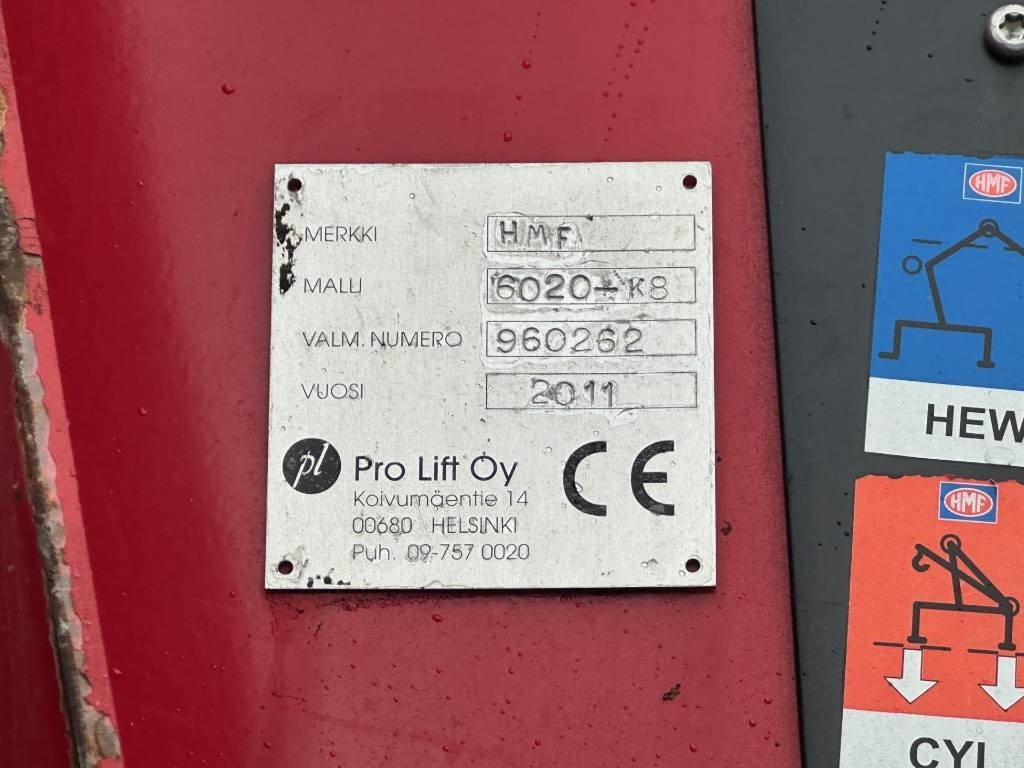 MERKKI HMF
MALLI 6020-K8
VALM. NUMERO 960262
VUOSI 2011
pl Pro Lift Oy
Koivumäentie 14
00680 HELSINKI
Puh. 09-757 0020
CE
HMF
HEW
HMF
CYL